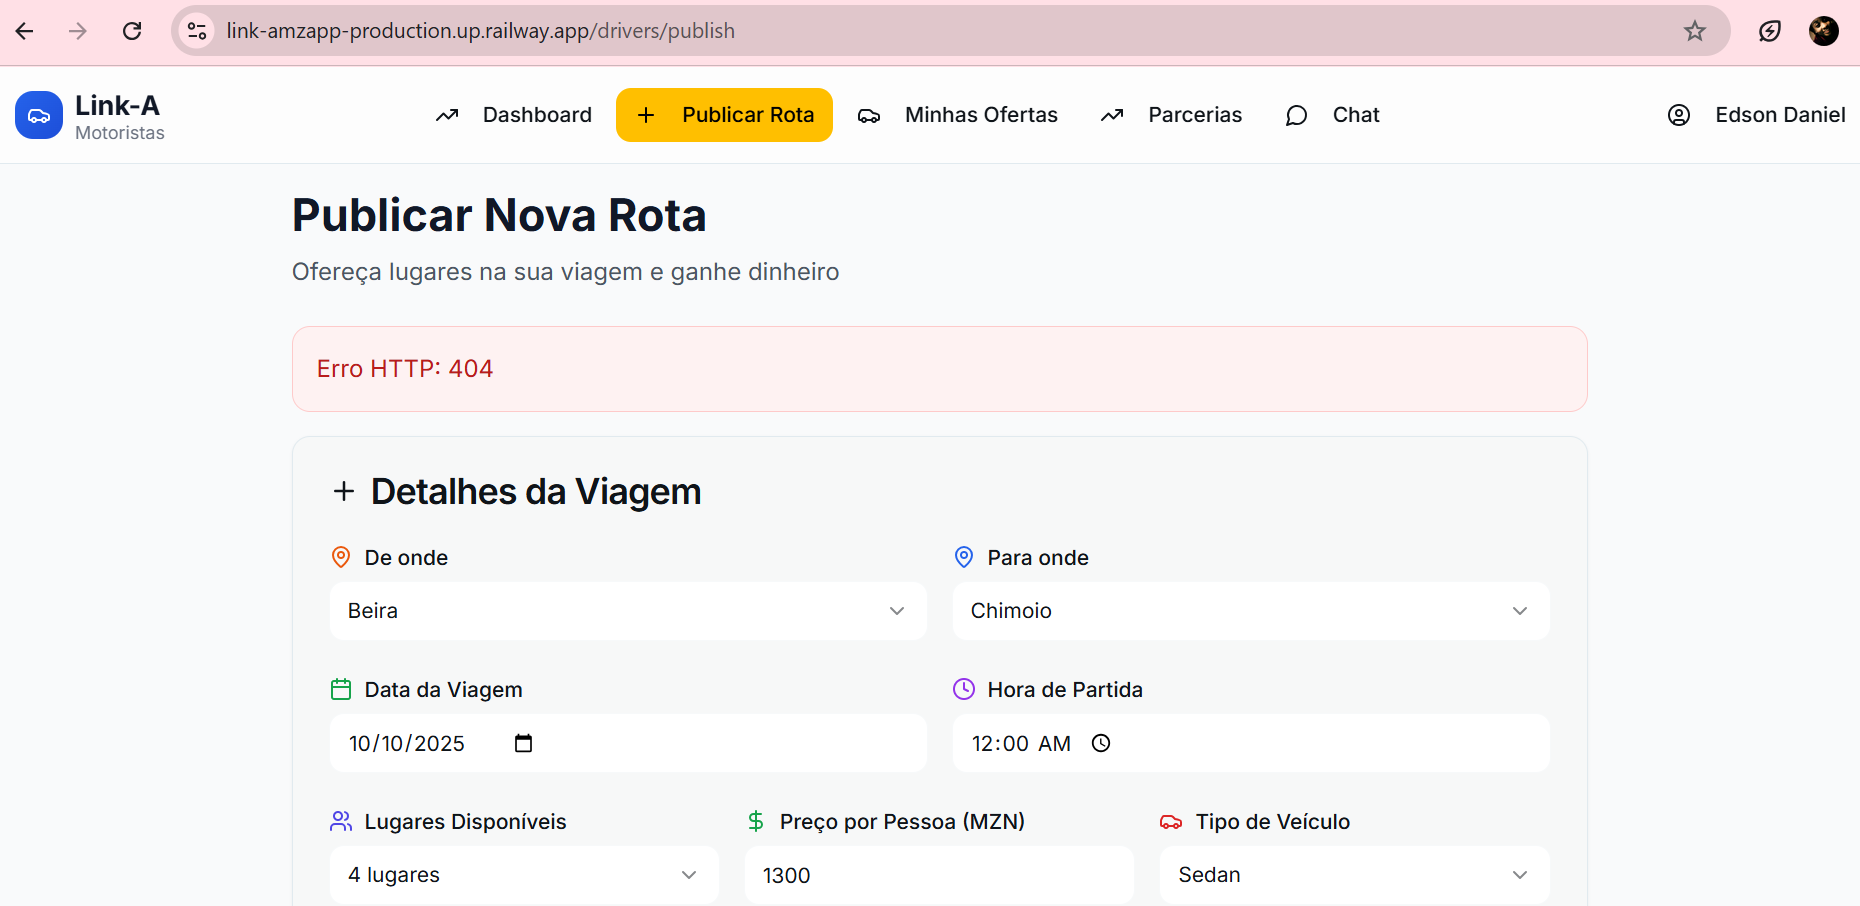 link-amzapp-production.up.railway.app/drivers/publish
Link-A
Motoristas
Dashboard
Publicar Rota
Minhas Ofertas
Parcerias
Chat
Edson Daniel
Publicar Nova Rota
Ofereça lugares na sua viagem e ganhe dinheiro
Erro HTTP: 404
Detalhes da Viagem
De onde
Para onde
Beira
Chimoio
Data da Viagem
Hora de Partida
10/10/2025
12:00 AM
Lugares Disponíveis
Preço por Pessoa (MZN)
Tipo de Veículo
4 lugares
1300
Sedan